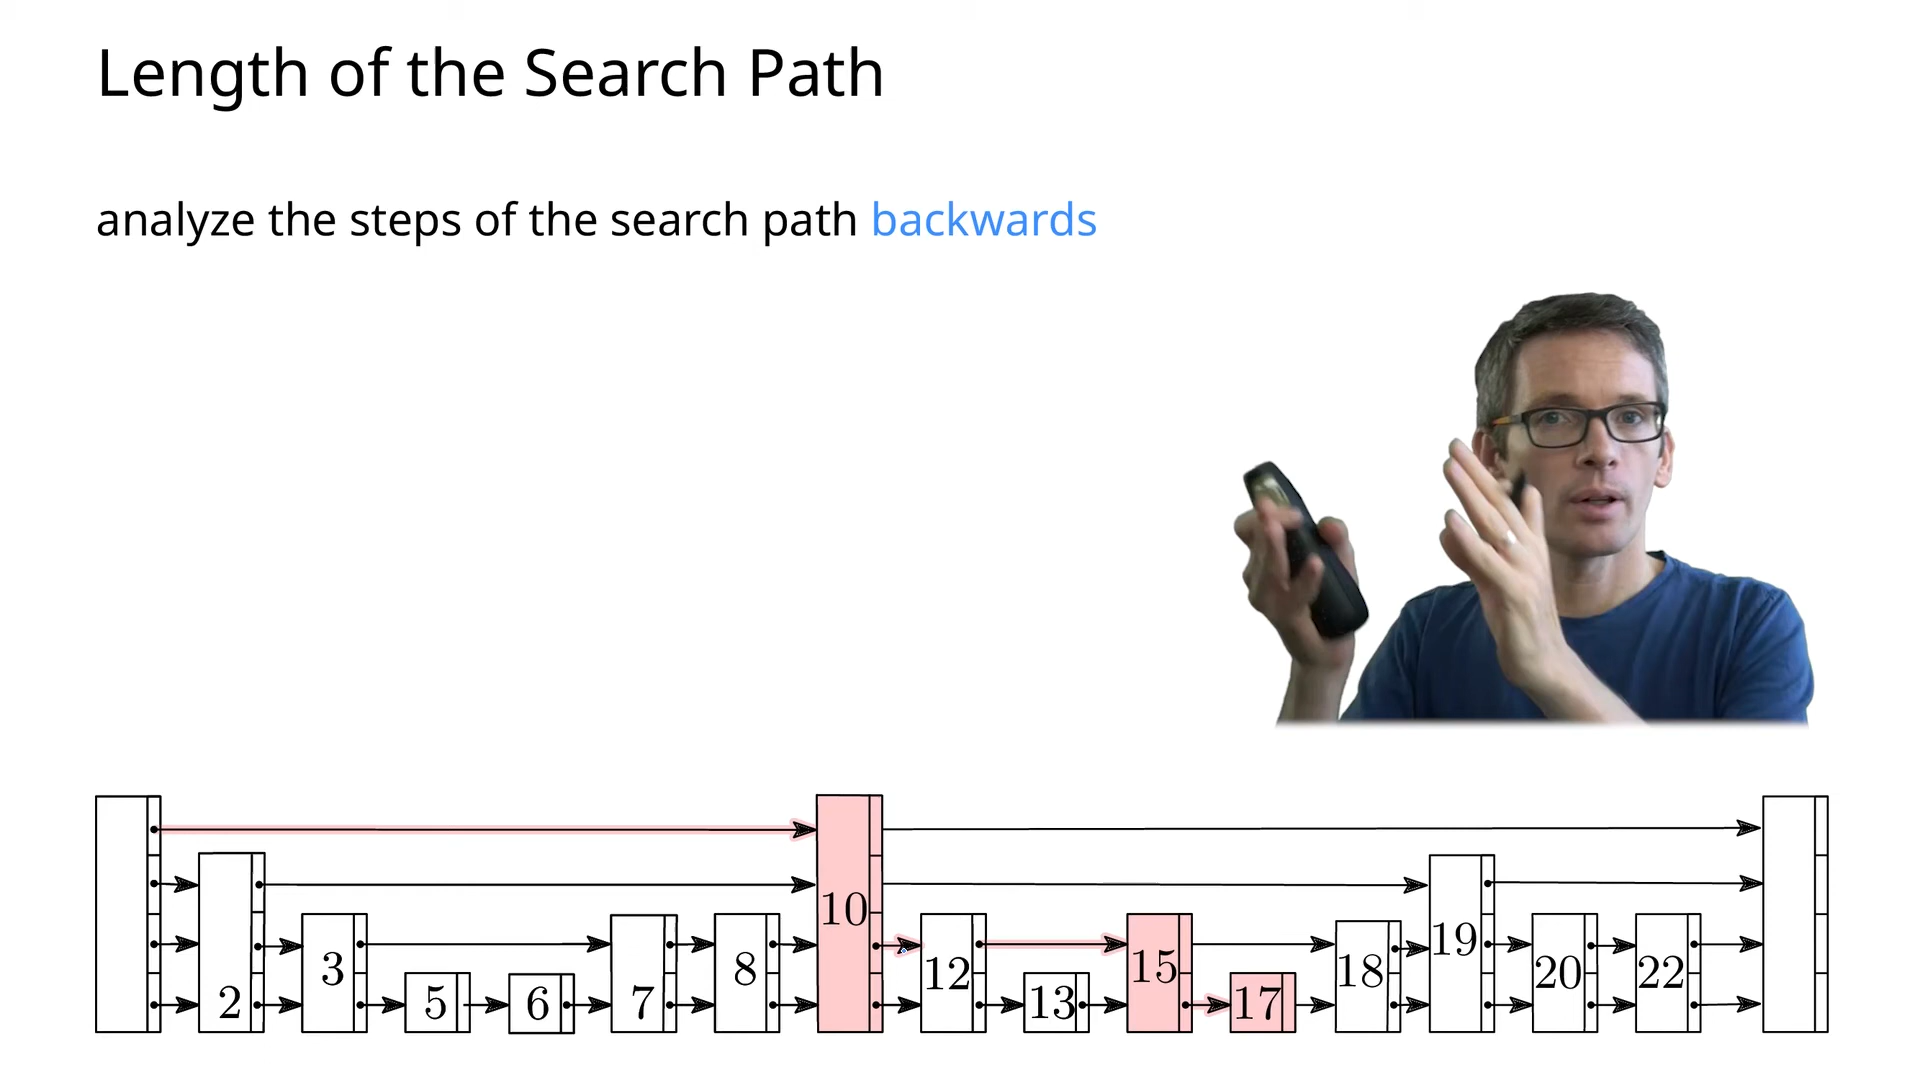 Length of the Search Path
analyze the steps of the search path backwards
2 3 5 6 7 8 10 12 13 15 17 18 19 20 22